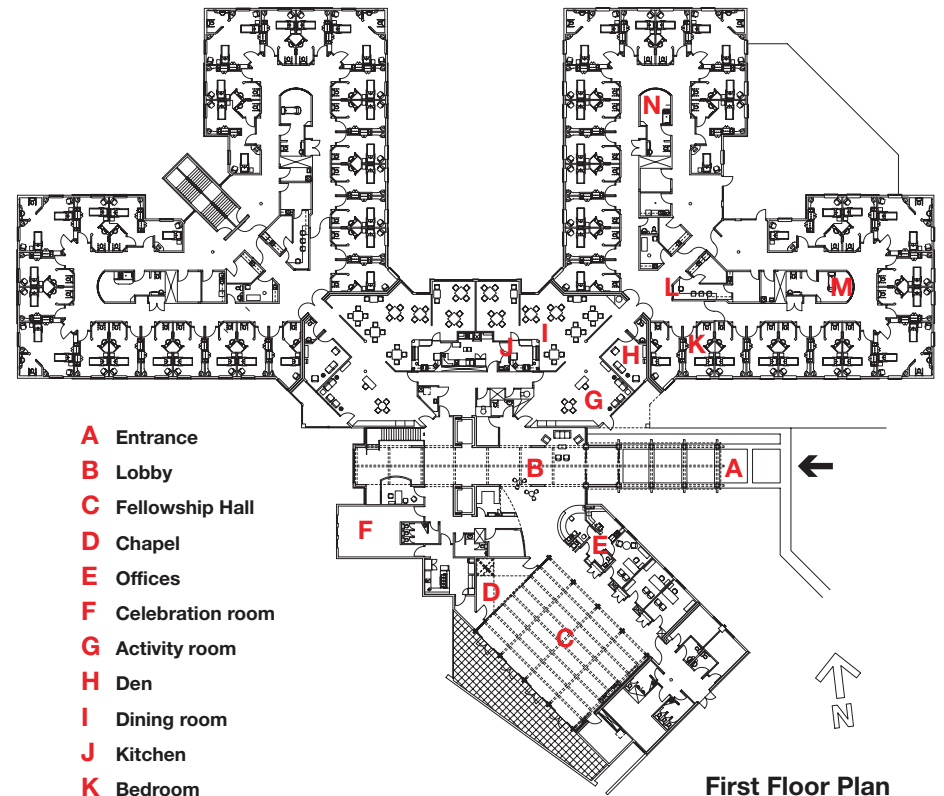 N
L
M
I
J
H
K
G
A Entrance
B Lobby
C Fellowship Hall
D Chapel
E Offices
F Celebration room
G Activity room
H Den
I Dining room
J Kitchen
K Bedroom
B
A
F
E
D
C
N
First Floor Plan